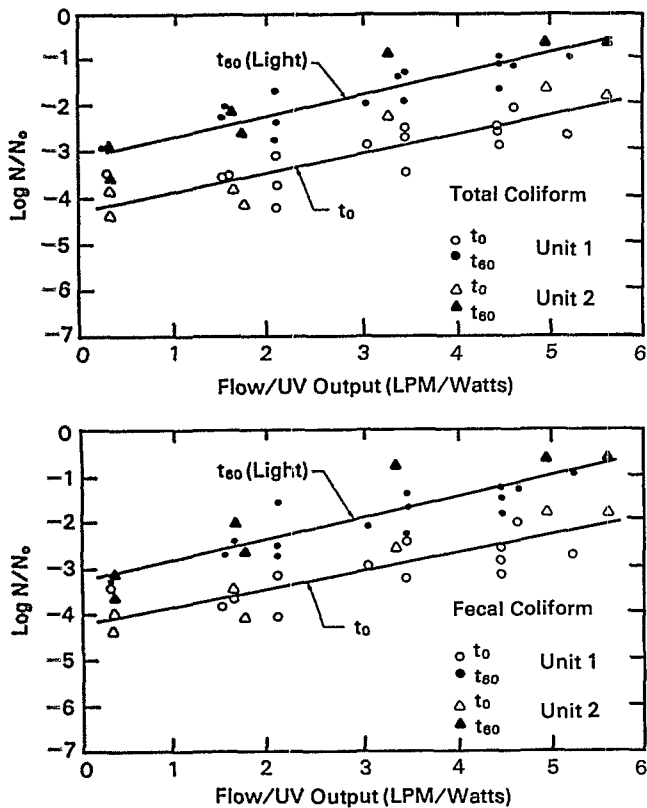 0
−1
−2
−3
−4
−5
−6
−7
Log N/N₀
t₆₀ (Light)
t₀
Total Coliform
○ t₀
● t₆₀
Unit 1
△ t₀
▲ t₆₀
Unit 2
0 1 2 3 4 5 6
Flow/UV Output (LPM/Watts)
0
−1
−2
−3
−4
−5
−6
−7
Log N/N₀
t₆₀ (Light)
t₀
Fecal Coliform
○ t₀
● t₆₀
Unit 1
△ t₀
▲ t₆₀
Unit 2
0 1 2 3 4 5 6
Flow/UV Output (LPM/Watts)